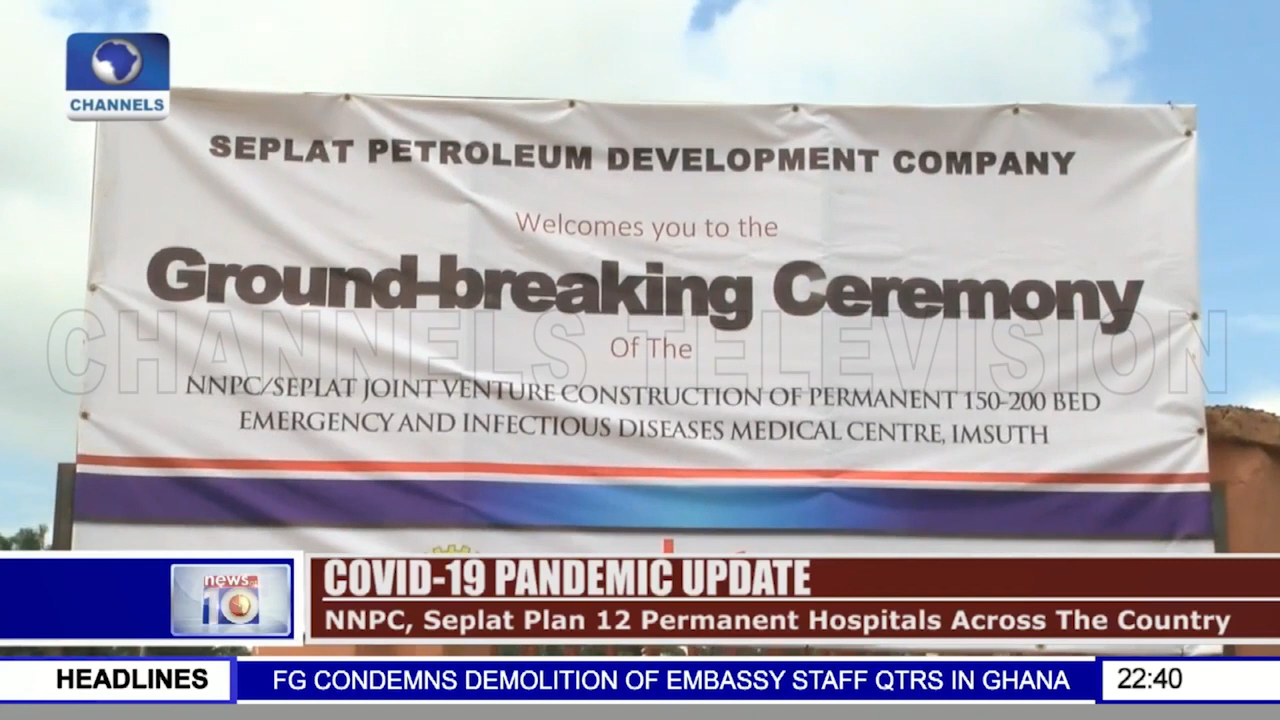 CHANNELS
SEPLAT PETROLEUM DEVELOPMENT COMPANY
Welcomes you to the
Ground-breaking Ceremony
CHANNELS TELEVISION
Of The
NNPC/SEPLAT JOINT VENTURE CONSTRUCTION OF PERMANENT 150-200 BED
EMERGENCY AND INFECTIOUS DISEASES MEDICAL CENTRE, IMSUTH
news
10
COVID-19 PANDEMIC UPDATE
NNPC, Seplat Plan 12 Permanent Hospitals Across The Country
HEADLINES
FG CONDEMNS DEMOLITION OF EMBASSY STAFF QTRS IN GHANA
22:40